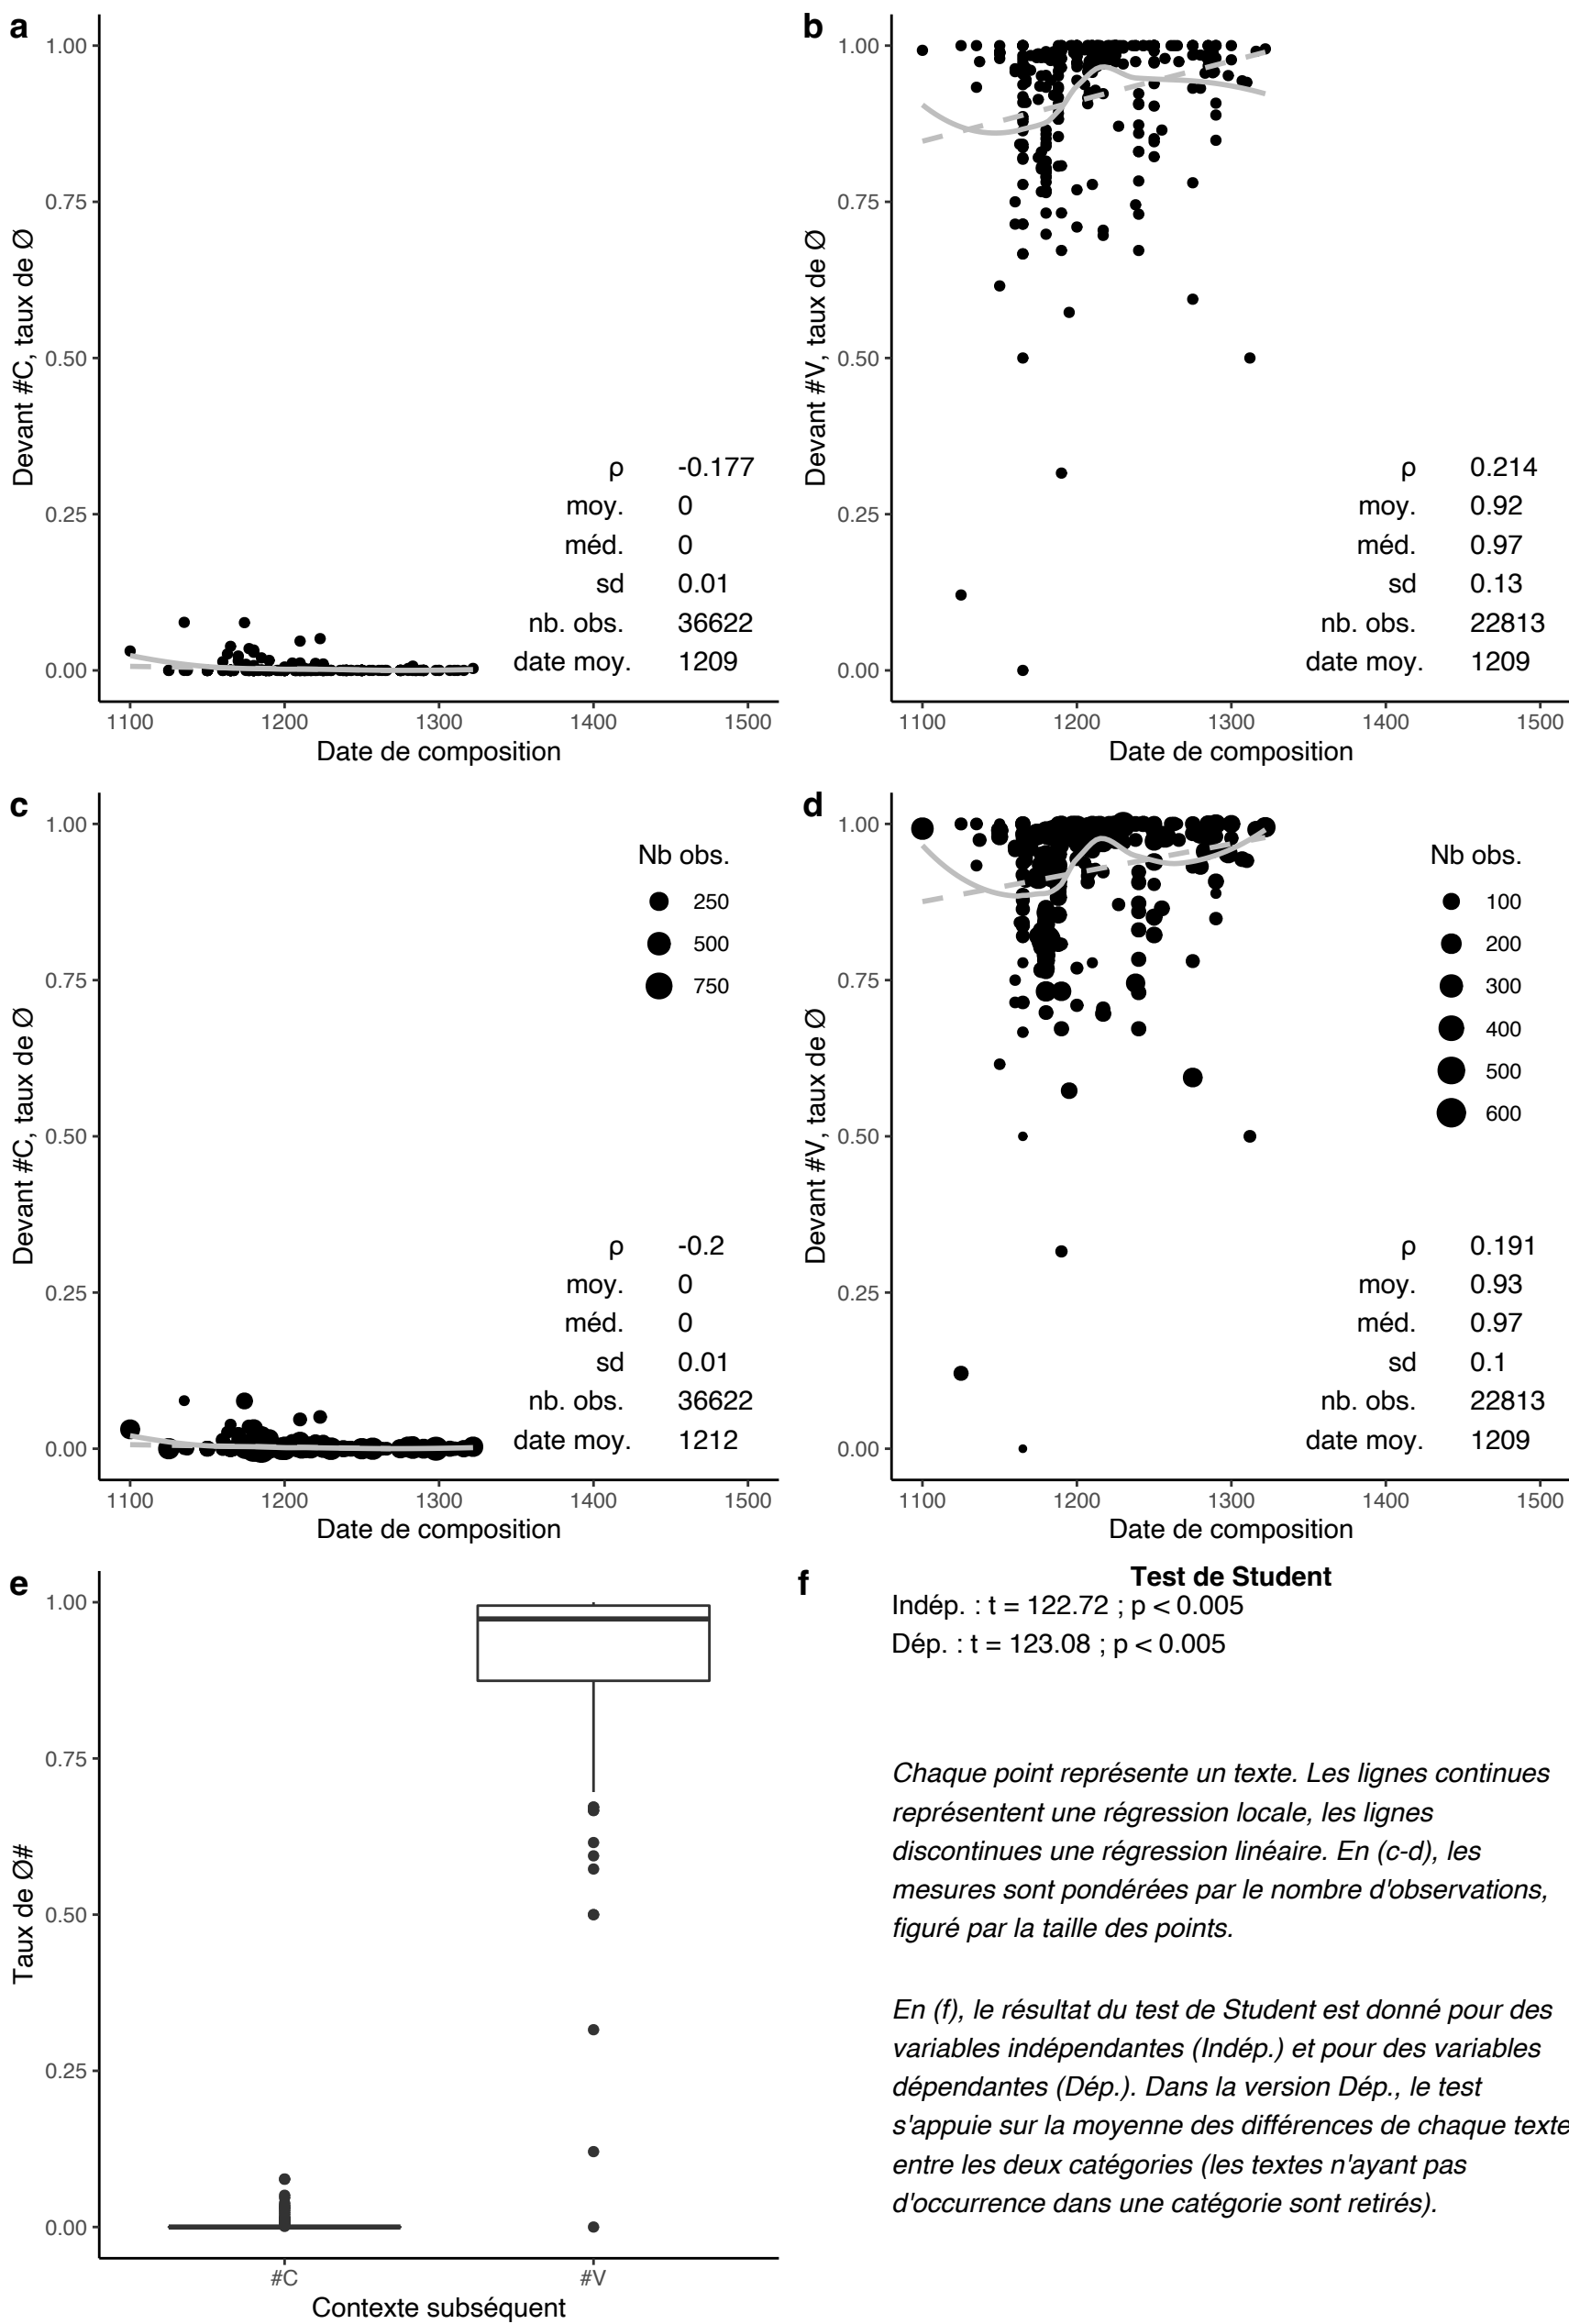 a
1.00
0.75
0.50
0.25
0.00
Devant #C, taux de Ø
ρ -0.177
moy. 0
méd. 0
sd 0.01
nb. obs. 36622
date moy. 1209
1100 1200 1300 1400 1500
Date de composition
b
1.00
0.75
0.50
0.25
0.00
Devant #V, taux de Ø
ρ 0.214
moy. 0.92
méd. 0.97
sd 0.13
nb. obs. 22813
date moy. 1209
1100 1200 1300 1400 1500
Date de composition
c
1.00
0.75
0.50
0.25
0.00
Devant #C, taux de Ø
Nb obs.
250
500
750
ρ -0.2
moy. 0
méd. 0
sd 0.01
nb. obs. 36622
date moy. 1212
1100 1200 1300 1400 1500
Date de composition
d
1.00
0.75
0.50
0.25
0.00
Devant #V, taux de Ø
Nb obs.
100
200
300
400
500
600
ρ 0.191
moy. 0.93
méd. 0.97
sd 0.1
nb. obs. 22813
date moy. 1209
1100 1200 1300 1400 1500
Date de composition
e
1.00
0.75
0.50
0.25
0.00
Taux de Ø#
#C #V
Contexte subséquent
f
Test de Student
Indép. : t = 122.72 ; p < 0.005
Dép. : t = 123.08 ; p < 0.005
Chaque point représente un texte. Les lignes continues
représentent une régression locale, les lignes
discontinues une régression linéaire. En (c-d), les
mesures sont pondérées par le nombre d'observations,
figuré par la taille des points.
En (f), le résultat du test de Student est donné pour des
variables indépendantes (Indép.) et pour des variables
dépendantes (Dép.). Dans la version Dép., le test
s'appuie sur la moyenne des différences de chaque texte
entre les deux catégories (les textes n'ayant pas
d'occurrence dans une catégorie sont retirés).